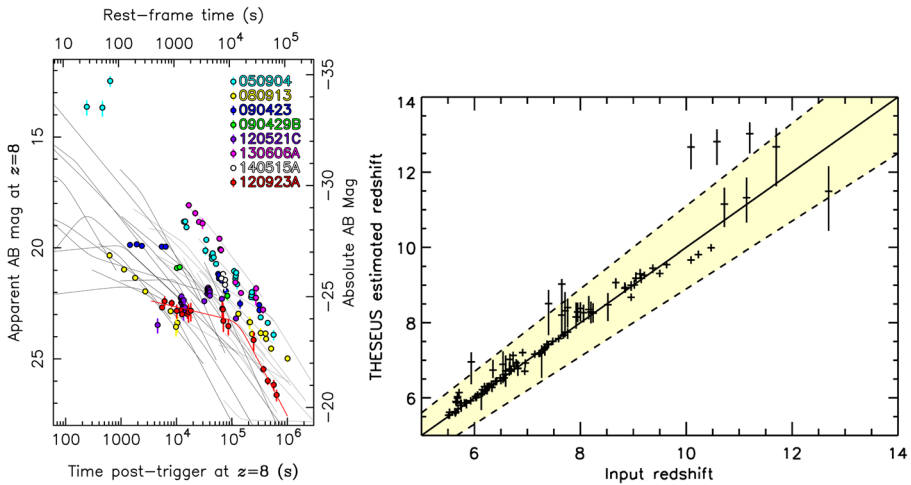 Rest-frame time (s)
10 100 1000 10⁴ 10⁵
Apparent AB mag at z=8
15
20
25
050904
080913
090423
090429B
120521C
130606A
140515A
120923A
-35
-30
-25
-20
Absolute AB Mag
100 1000 10⁴ 10⁵ 10⁶
Time post-trigger at z=8 (s)
THESEUS estimated redshift
14
12
10
8
6
6 8 10 12 14
Input redshift